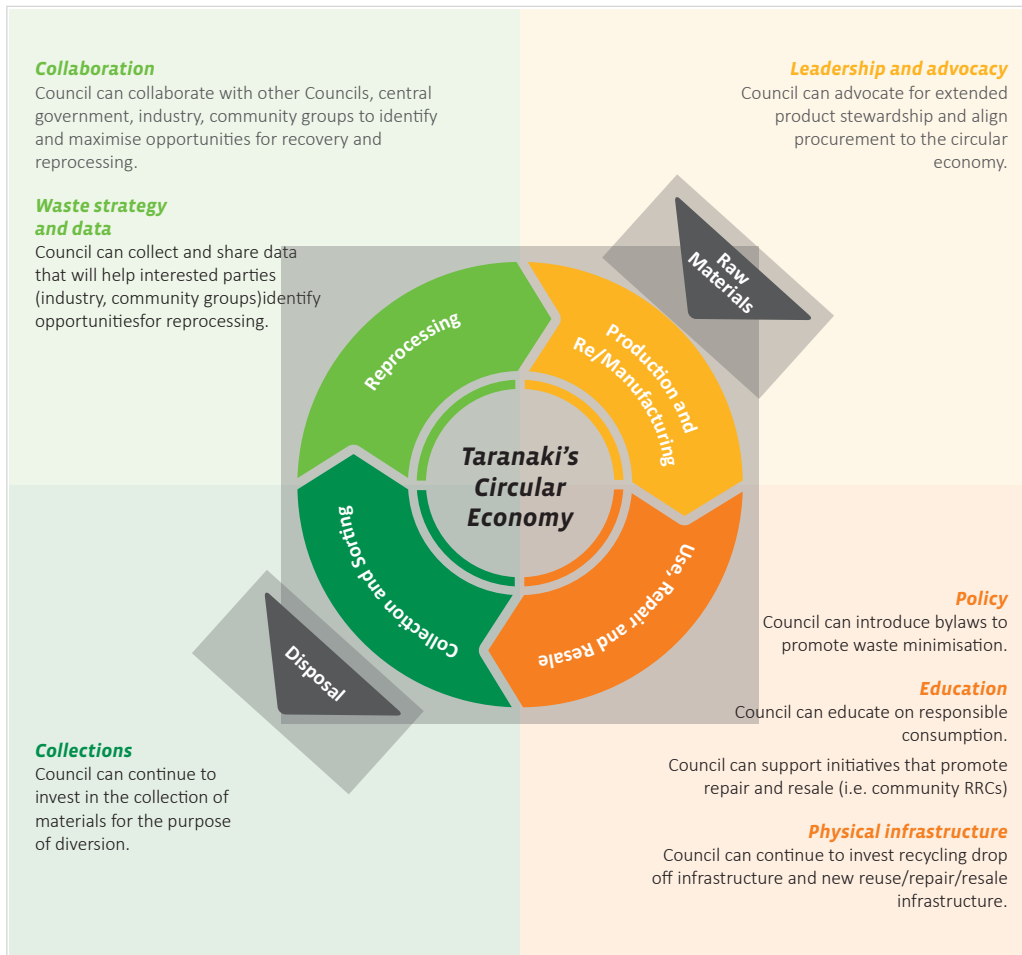 Collaboration
Council can collaborate with other Councils, central
government, industry, community groups to identify
and maximise opportunities for recovery and
reprocessing.
Waste strategy
and data
Council can collect and share data
that will help interested parties
(industry, community groups)identify
opportunitiesfor reprocessing.
Leadership and advocacy
Council can advocate for extended
product stewardship and align
procurement to the circular
economy.
Raw
Materials
Reprocessing
Production and
Re/Manufacturing
Taranaki’s
Circular
Economy
Collection and Sorting
Use, Repair and Resale
Disposal
Collections
Council can continue to
invest in the collection of
materials for the purpose
of diversion.
Policy
Council can introduce bylaws to
promote waste minimisation.
Education
Council can educate on responsible
consumption.
Council can support initiatives that promote
repair and resale (i.e. community RRCs)
Physical infrastructure
Council can continue to invest recycling drop
off infrastructure and new reuse/repair/resale
infrastructure.